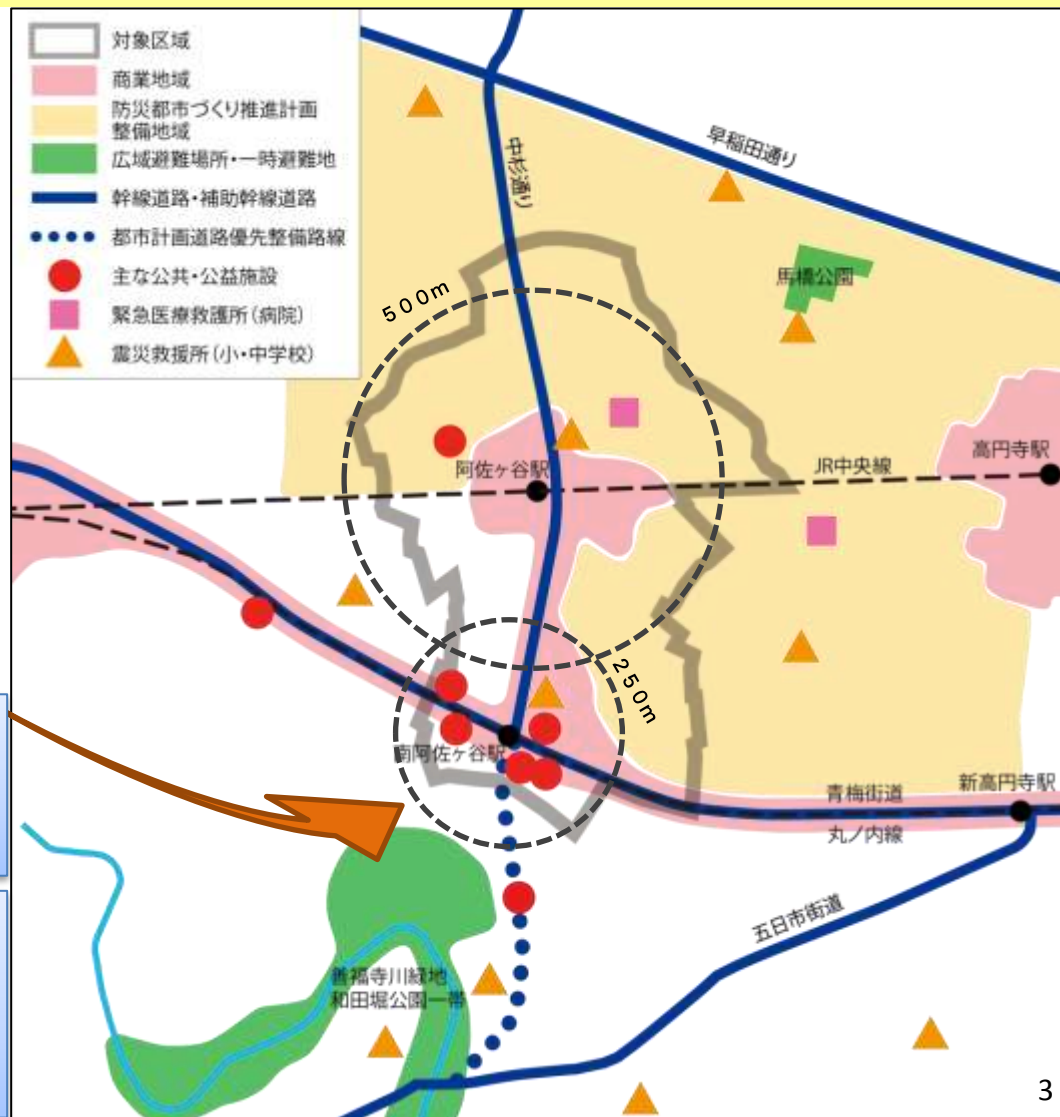 対象区域
商業地域
防災都市づくり推進計画
整備地域
広域避難場所・一時避難地
幹線道路・補助幹線道路
都市計画道路優先整備路線
主な公共・公益施設
緊急医療救護所(病院)
震災救援所(小・中学校)
早稲田通り
中杉通り
馬橋公園
500m
高円寺駅
JR中央線
阿佐ヶ谷駅
250m
南阿佐ヶ谷駅
青梅街道
新高円寺駅
丸ノ内線
五日市街道
善福寺川緑地
和田堀公園一帯
3